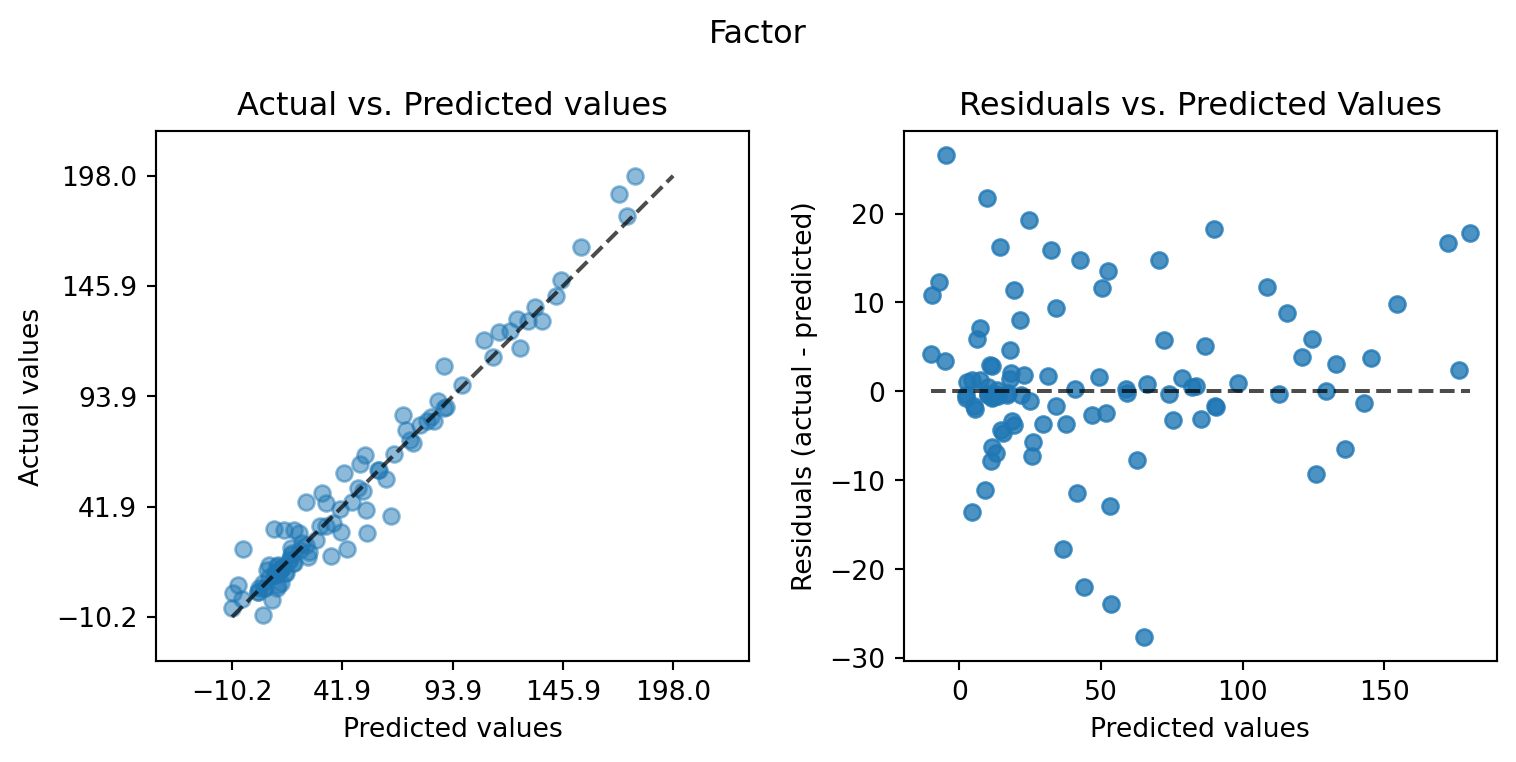 Factor
Actual vs. Predicted values
198.0
145.9
93.9
41.9
−10.2
Actual values
−10.2 41.9 93.9 145.9 198.0
Predicted values
Residuals vs. Predicted Values
20
10
0
−10
−20
−30
Residuals (actual - predicted)
0 50 100 150
Predicted values